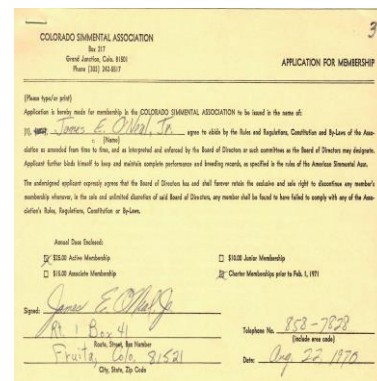 3
COLORADO SIMMENTAL ASSOCIATION
Box 317
Grand Junction, Colo. 81501
Phone (303) 242-5017
APPLICATION FOR MEMBERSHIP
(Please type/or print)
Application is hereby made for membership in the COLORADO SIMMENTAL ASSOCIATION to be issued in the name of:
James E. O'Neal, Jr. agree to abide by the Rules and Regulations, Constitution and By-Laws of the Asso-
(Name)
ciation as amended from time to time, and as interpreted and enforced by the Board of Directors or such committees as the Board of Directors may designate.
Applicant further binds himself to keep and maintain complete performance and breeding records, as specified in the rules of the American Simmental Assn.
The undersigned applicant expressly agrees that the Board of Directors has and shall forever retain the exclusive and sole right to discontinue any member's
membership whenever, in the sole and unlimited discretion of said Board of Directors, any member shall be found to have failed to comply with any of the Asso-
ciation's Rules, Regulations, Constitution or By-Laws.
Annual Dues Enclosed:
$25.00 Active Membership
$10.00 Junior Membership
$15.00 Associate Membership
Charter Memberships prior to Feb. 1, 1971
Signed: James E. O'Neal Jr.
Rt. 1 Box 41
Telephone No. 858-7828
Route, Street, Box Number
(include area code)
Fruita, Colo. 81521
Date: Aug. 22, 1970
City, State, Zip Code